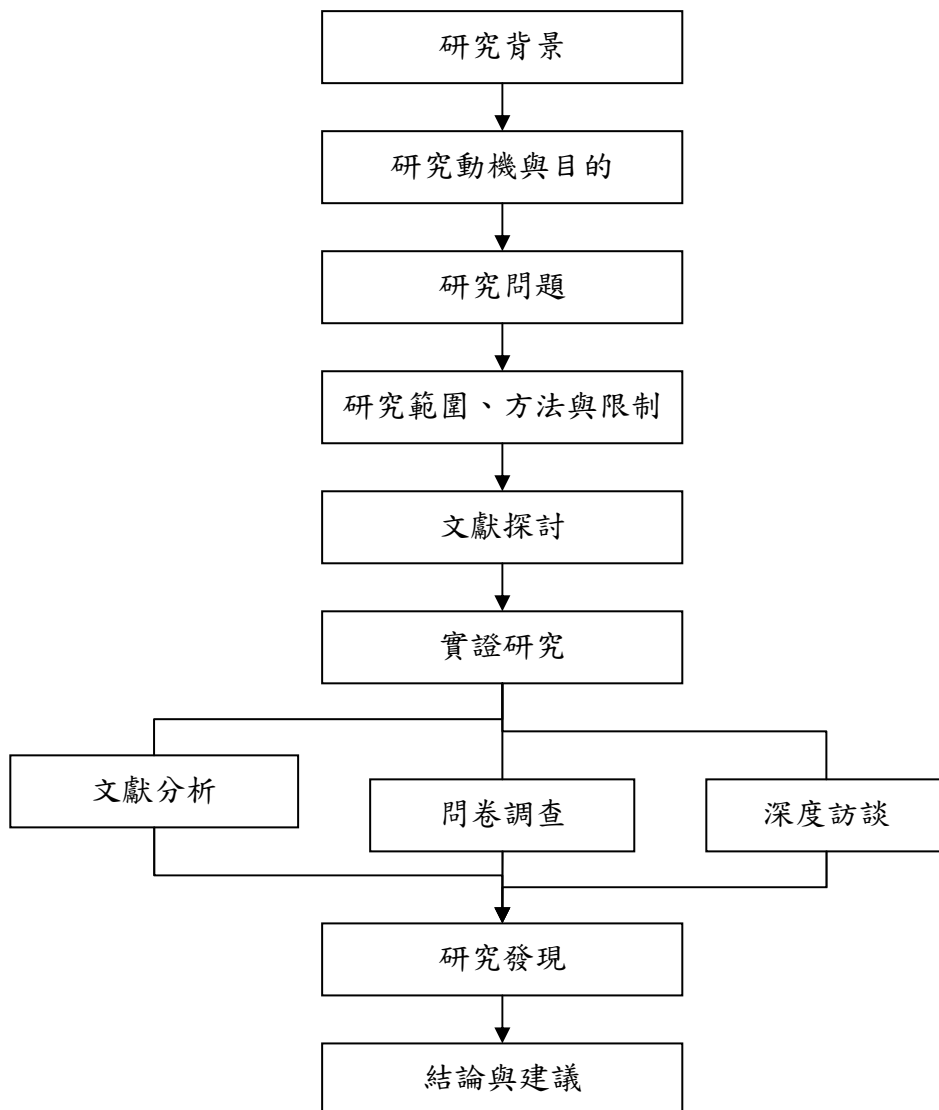 研究背景
研究動機與目的
研究問題
研究範圍、方法與限制
文獻探討
實證研究
文獻分析
問卷調查
深度訪談
研究發現
結論與建議